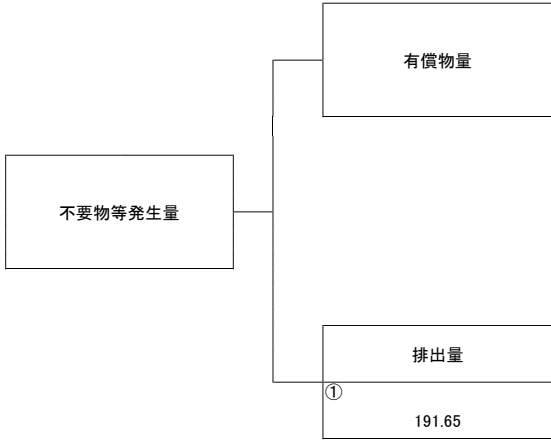 有償物量
不要物等発生量
排出量
①
191.65